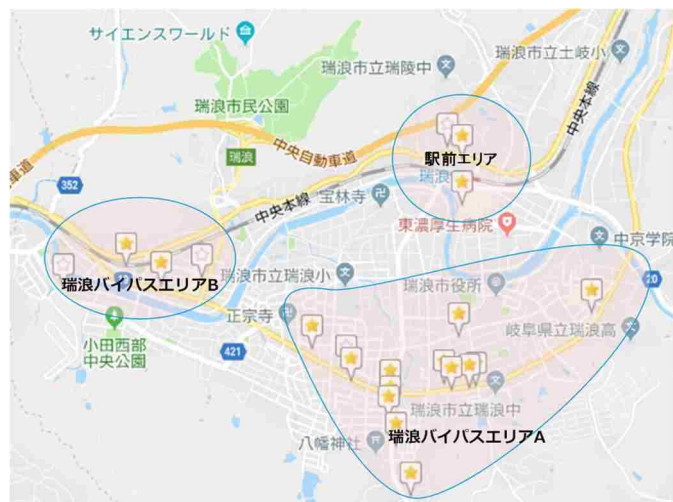 サイエンスワールド
瑞浪市立瑞陵中
瑞浪市立土岐小
瑞浪市民公園
中央自動車道
中央本線
瑞浪
駅前エリア
車道
瑞浪
352
宝林寺
中央本線
東濃厚生病院
中京学院
瑞浪市立瑞浪小
瑞浪市役所
20
瑞浪バイパスエリアB
正宗寺
岐阜県立瑞浪高
小田西部
中央公園
421
瑞浪市立瑞浪中
八幡神社
瑞浪バイパスエリアA